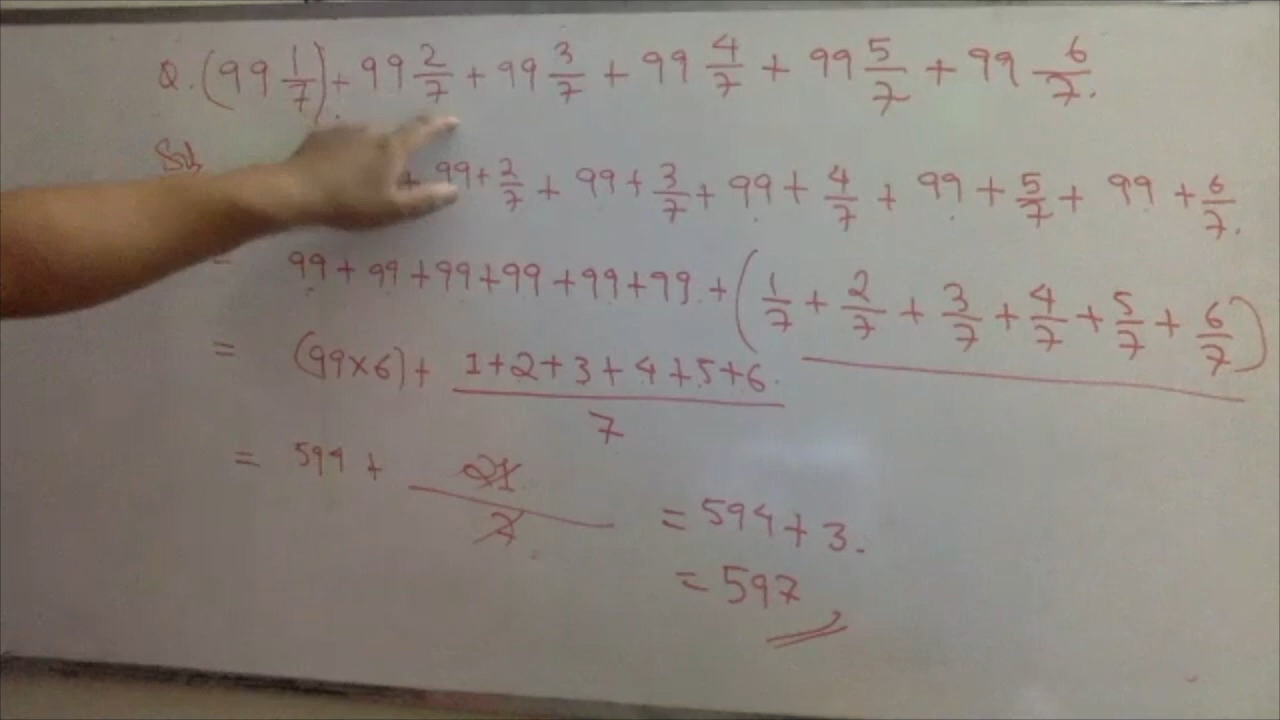 Q. (99 1/7) + 99 2/7 + 99 3/7 + 99 4/7 + 99 5/7 + 99 6/7.
+ 99 + 2/7 + 99 + 3/7 + 99 + 4/7 + 99 + 5/7 + 99 + 6/7.
= 99 + 99 + 99 + 99 + 99 + 99 + (1/7 + 2/7 + 3/7 + 4/7 + 5/7 + 6/7)
= (99×6) + 1+2+3+4+5+6/7
= 594 + 21/7
= 594 + 3.
= 597